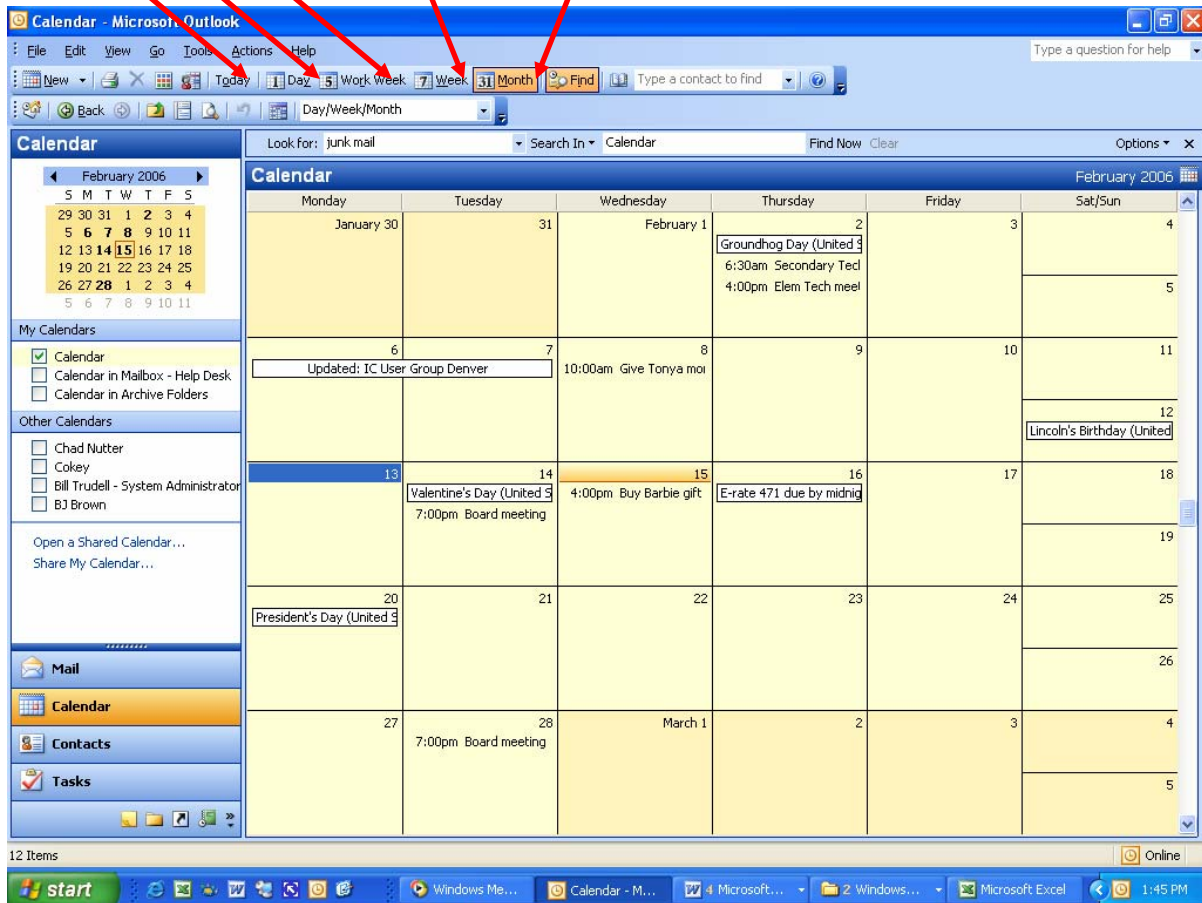 Calendar - Microsoft Outlook
File Edit View Go Tools Actions Help
Type a question for help
New Today 1 Day 5 Work Week 7 Week 31 Month Find Type a contact to find
Back Day/Week/Month
Calendar
Look for: junk mail Search In Calendar Find Now Clear Options
February 2006
S M T W T F S
29 30 31 1 2 3 4
5 6 7 8 9 10 11
12 13 14 15 16 17 18
19 20 21 22 23 24 25
26 27 28 1 2 3 4
5 6 7 8 9 10 11
My Calendars
Calendar
Calendar in Mailbox - Help Desk
Calendar in Archive Folders
Other Calendars
Chad Nutter
Cokey
Bill Trudell - System Administrator
BJ Brown
Open a Shared Calendar...
Share My Calendar...
Mail
Calendar
Contacts
Tasks
Calendar February 2006
Monday Tuesday Wednesday Thursday Friday Sat/Sun
January 30 31 February 1 2 3 4
Groundhog Day (United S
6:30am Secondary Tecl
4:00pm Elem Tech meel
5
6 7 8 9 10 11
Updated: IC User Group Denver
10:00am Give Tonya moi
12
Lincoln's Birthday (United
13 14 15 16 17 18
Valentine's Day (United S
7:00pm Board meeting
4:00pm Buy Barbie gift
E-rate 471 due by midnig
19
20 21 22 23 24 25
President's Day (United S
26
27 28 March 1 2 3 4
7:00pm Board meeting
5
12 Items
Online
start Windows Me... Calendar - M... 4 Microsoft... 2 Windows... Microsoft Excel 1:45 PM